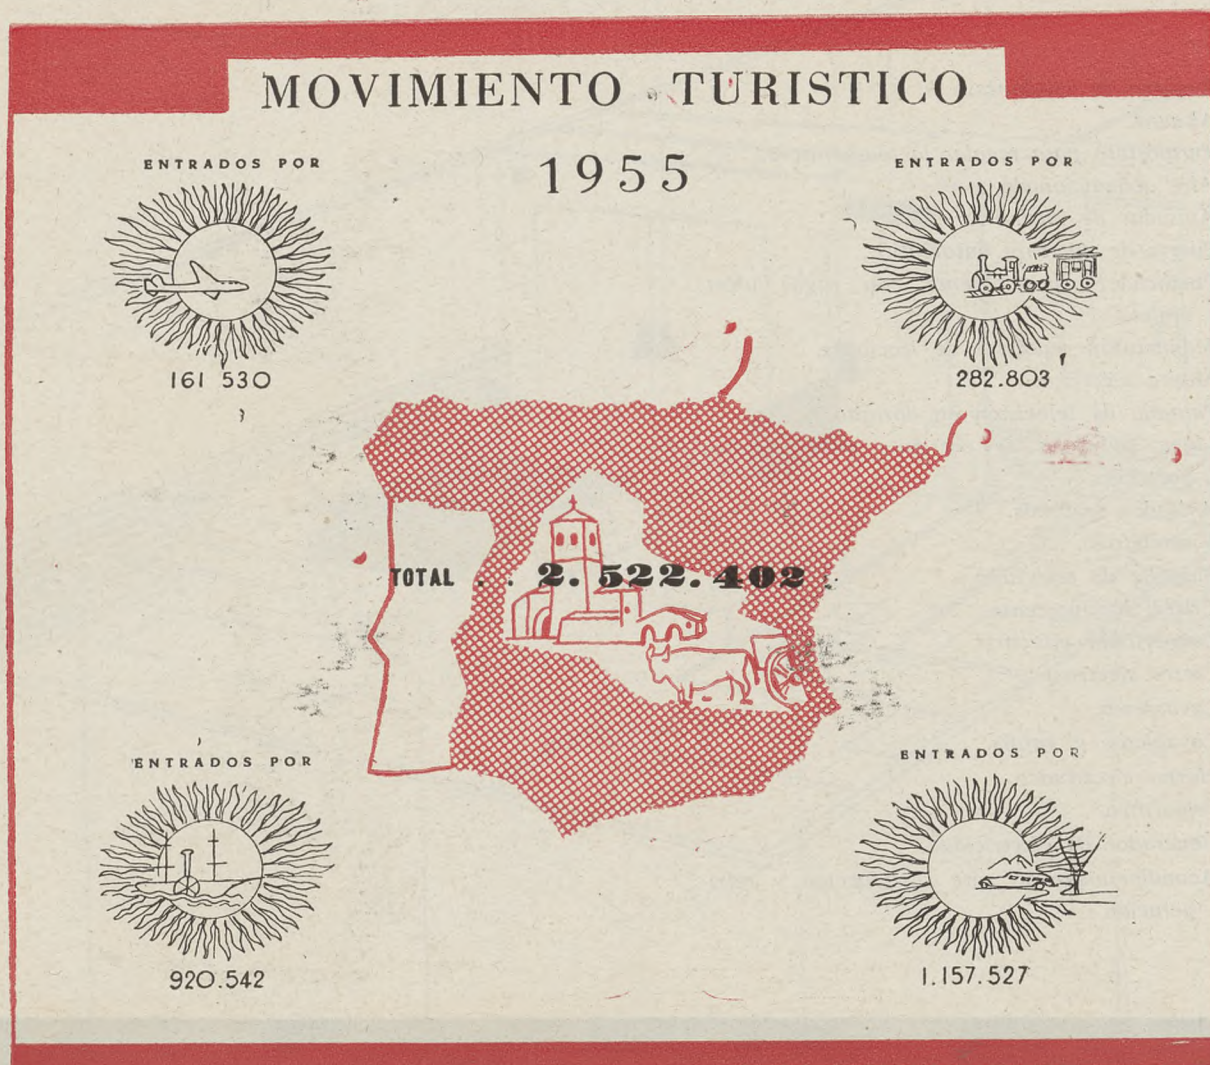 MOVIMIENTO TURISTICO
1955
ENTRADOS POR
161 530
ENTRADOS POR
282.803
TOTAL . . 2.522.402
ENTRADOS POR
920.542
ENTRADOS POR
1.157.527